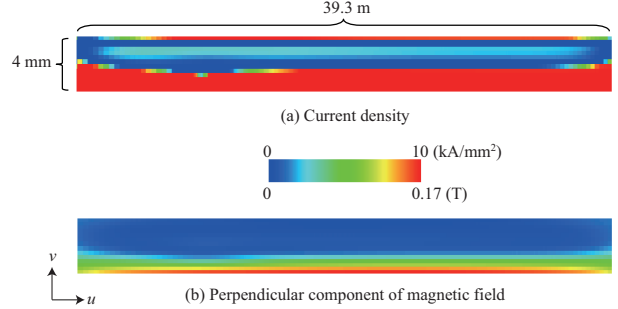 39.3 m
4 mm
(a) Current density
0 10 (kA/mm²)
0 0.17 (T)
v
u
(b) Perpendicular component of magnetic field